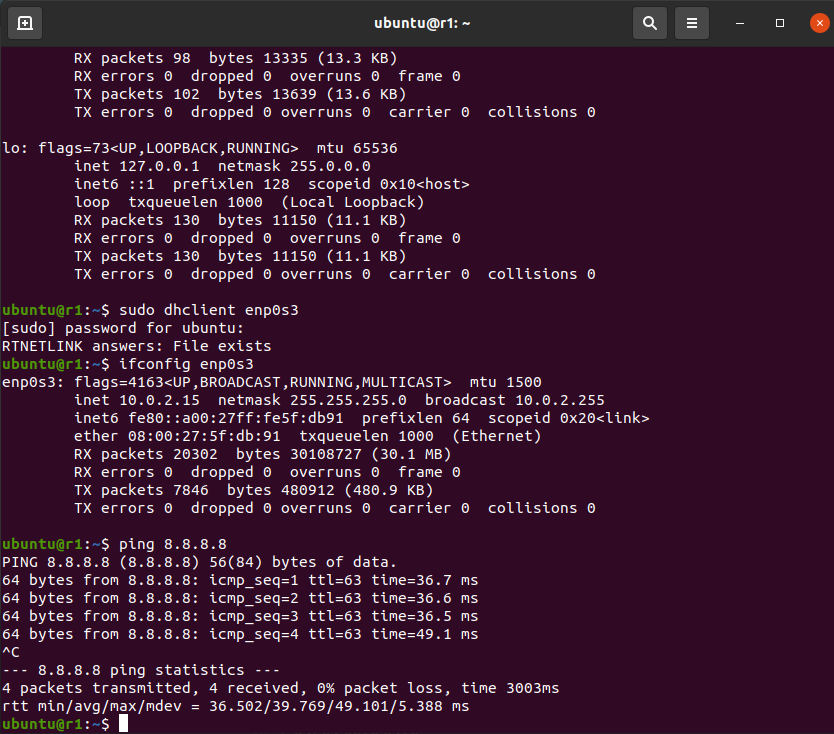 ubuntu@r1: ~
RX packets 98  bytes 13335 (13.3 KB)
RX errors 0  dropped 0  overruns 0  frame 0
TX packets 102  bytes 13639 (13.6 KB)
TX errors 0  dropped 0 overruns 0  carrier 0  collisions 0
lo: flags=73<UP,LOOPBACK,RUNNING>  mtu 65536
inet 127.0.0.1  netmask 255.0.0.0
inet6 ::1  prefixlen 128  scopeid 0x10<host>
loop  txqueuelen 1000  (Local Loopback)
RX packets 130  bytes 11150 (11.1 KB)
RX errors 0  dropped 0  overruns 0  frame 0
TX packets 130  bytes 11150 (11.1 KB)
TX errors 0  dropped 0 overruns 0  carrier 0  collisions 0
ubuntu@r1:~$ sudo dhclient enp0s3
[sudo] password for ubuntu:
RTNETLINK answers: File exists
ubuntu@r1:~$ ifconfig enp0s3
enp0s3: flags=4163<UP,BROADCAST,RUNNING,MULTICAST>  mtu 1500
inet 10.0.2.15  netmask 255.255.255.0  broadcast 10.0.2.255
inet6 fe80::a00:27ff:fe5f:db91  prefixlen 64  scopeid 0x20<link>
ether 08:00:27:5f:db:91  txqueuelen 1000  (Ethernet)
RX packets 20302  bytes 30108727 (30.1 MB)
RX errors 0  dropped 0  overruns 0  frame 0
TX packets 7846  bytes 480912 (480.9 KB)
TX errors 0  dropped 0 overruns 0  carrier 0  collisions 0
ubuntu@r1:~$ ping 8.8.8.8
PING 8.8.8.8 (8.8.8.8) 56(84) bytes of data.
64 bytes from 8.8.8.8: icmp_seq=1 ttl=63 time=36.7 ms
64 bytes from 8.8.8.8: icmp_seq=2 ttl=63 time=36.6 ms
64 bytes from 8.8.8.8: icmp_seq=3 ttl=63 time=36.5 ms
64 bytes from 8.8.8.8: icmp_seq=4 ttl=63 time=49.1 ms
^C
--- 8.8.8.8 ping statistics ---
4 packets transmitted, 4 received, 0% packet loss, time 3003ms
rtt min/avg/max/mdev = 36.502/39.769/49.101/5.388 ms
ubuntu@r1:~$